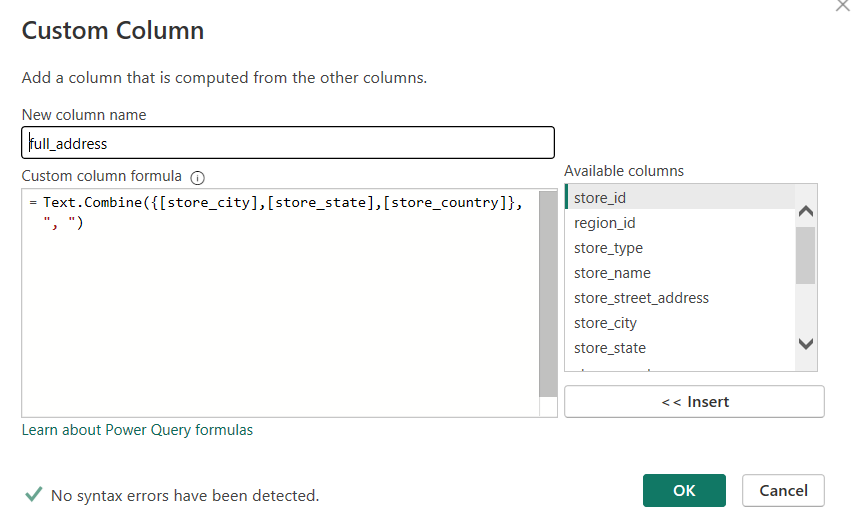 Custom Column
Add a column that is computed from the other columns.
New column name
full_address
Custom column formula
= Text.Combine({[store_city],[store_state],[store_country]},
", ")
Available columns
store_id
region_id
store_type
store_name
store_street_address
store_city
store_state
<< Insert
Learn about Power Query formulas
No syntax errors have been detected.
OK
Cancel